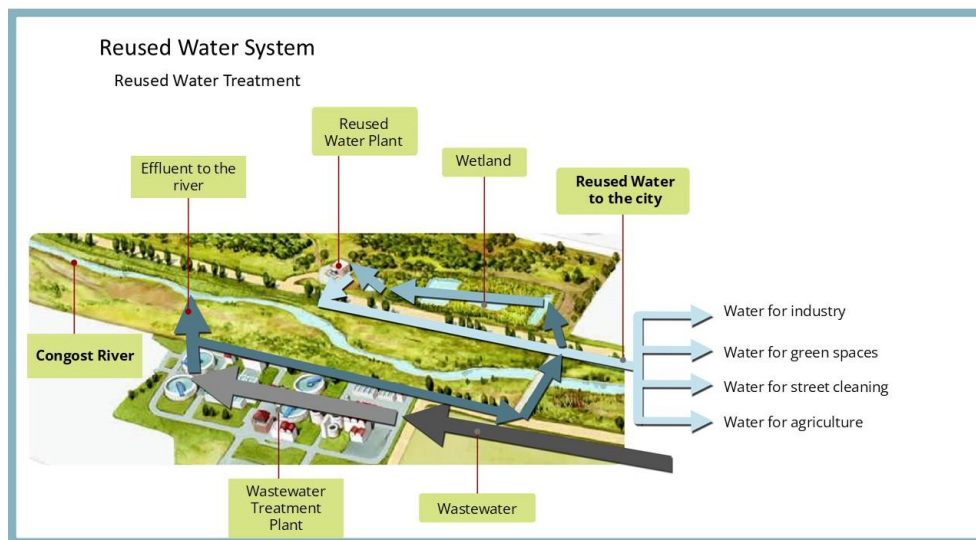 Reused Water System
Reused Water Treatment
Reused
Water Plant
Wetland
Effluent to the
river
Reused Water
to the city
Congost River
Water for industry
Water for green spaces
Water for street cleaning
Water for agriculture
Wastewater
Treatment
Plant
Wastewater